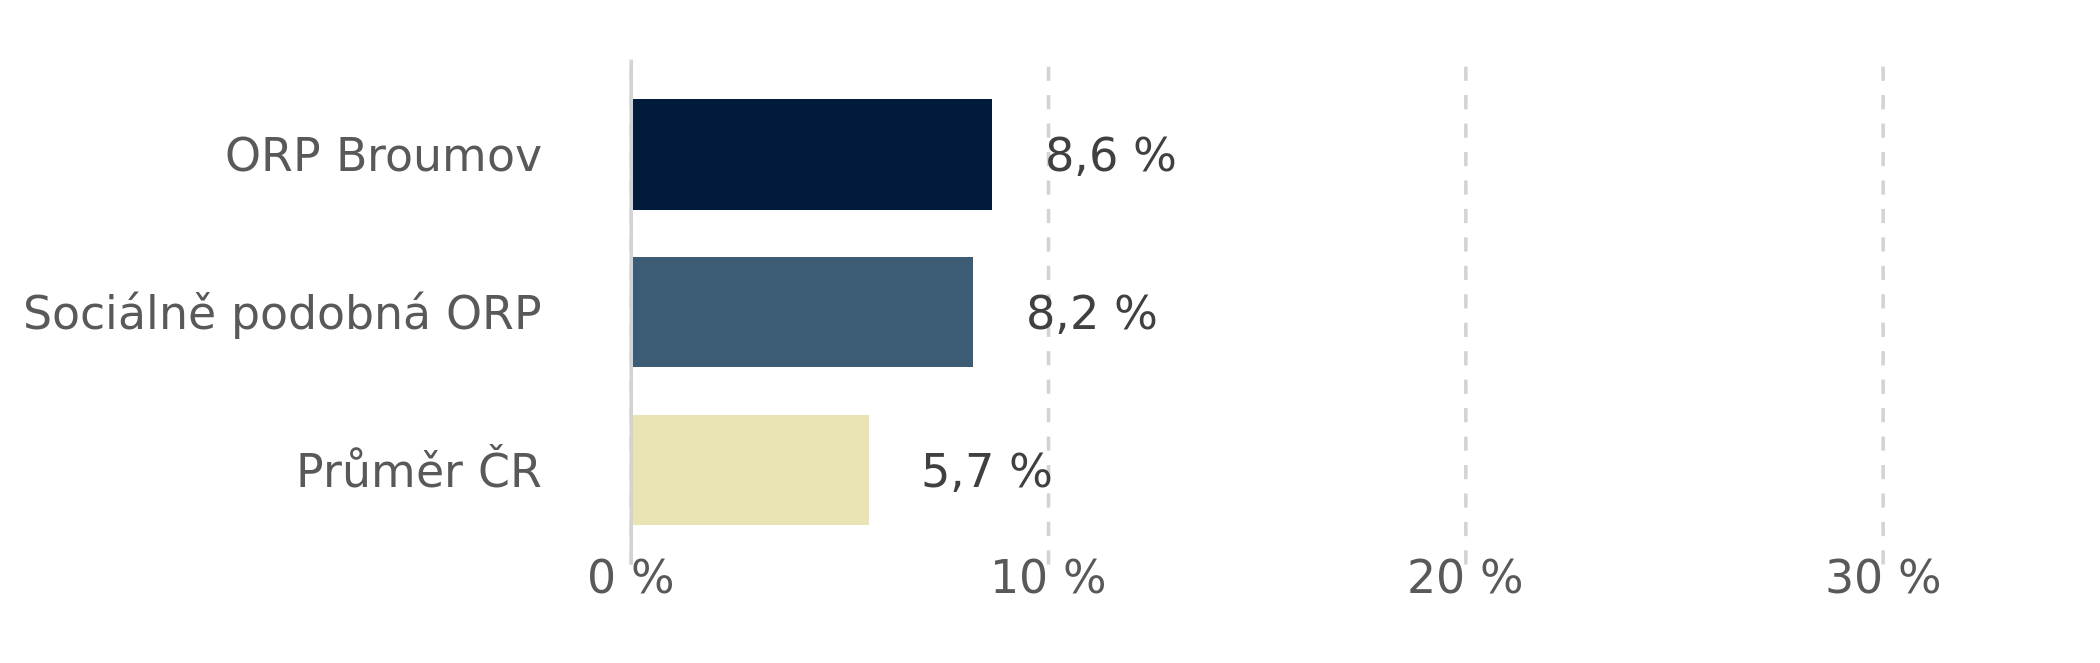 ORP Broumov 8,6 %
Sociálně podobná ORP 8,2 %
Průměr ČR 5,7 %
0 % 10 % 20 % 30 %